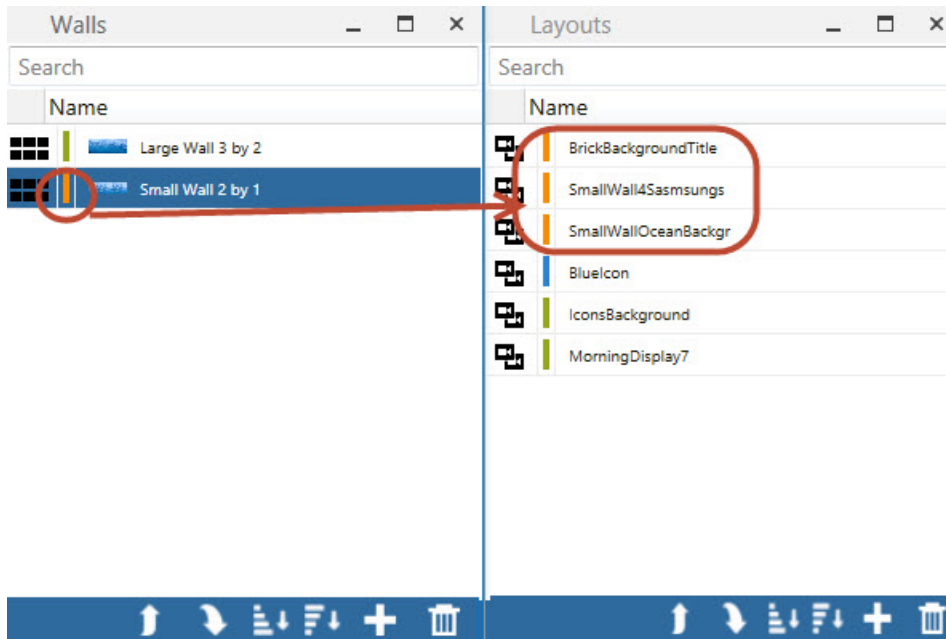 Walls
Search
Name
Large Wall 3 by 2
Small Wall 2 by 1
Layouts
Search
Name
BrickBackgroundTitle
SmallWall4Sasmsungs
SmallWallOceanBackgr
BlueIcon
IconsBackground
MorningDisplay7